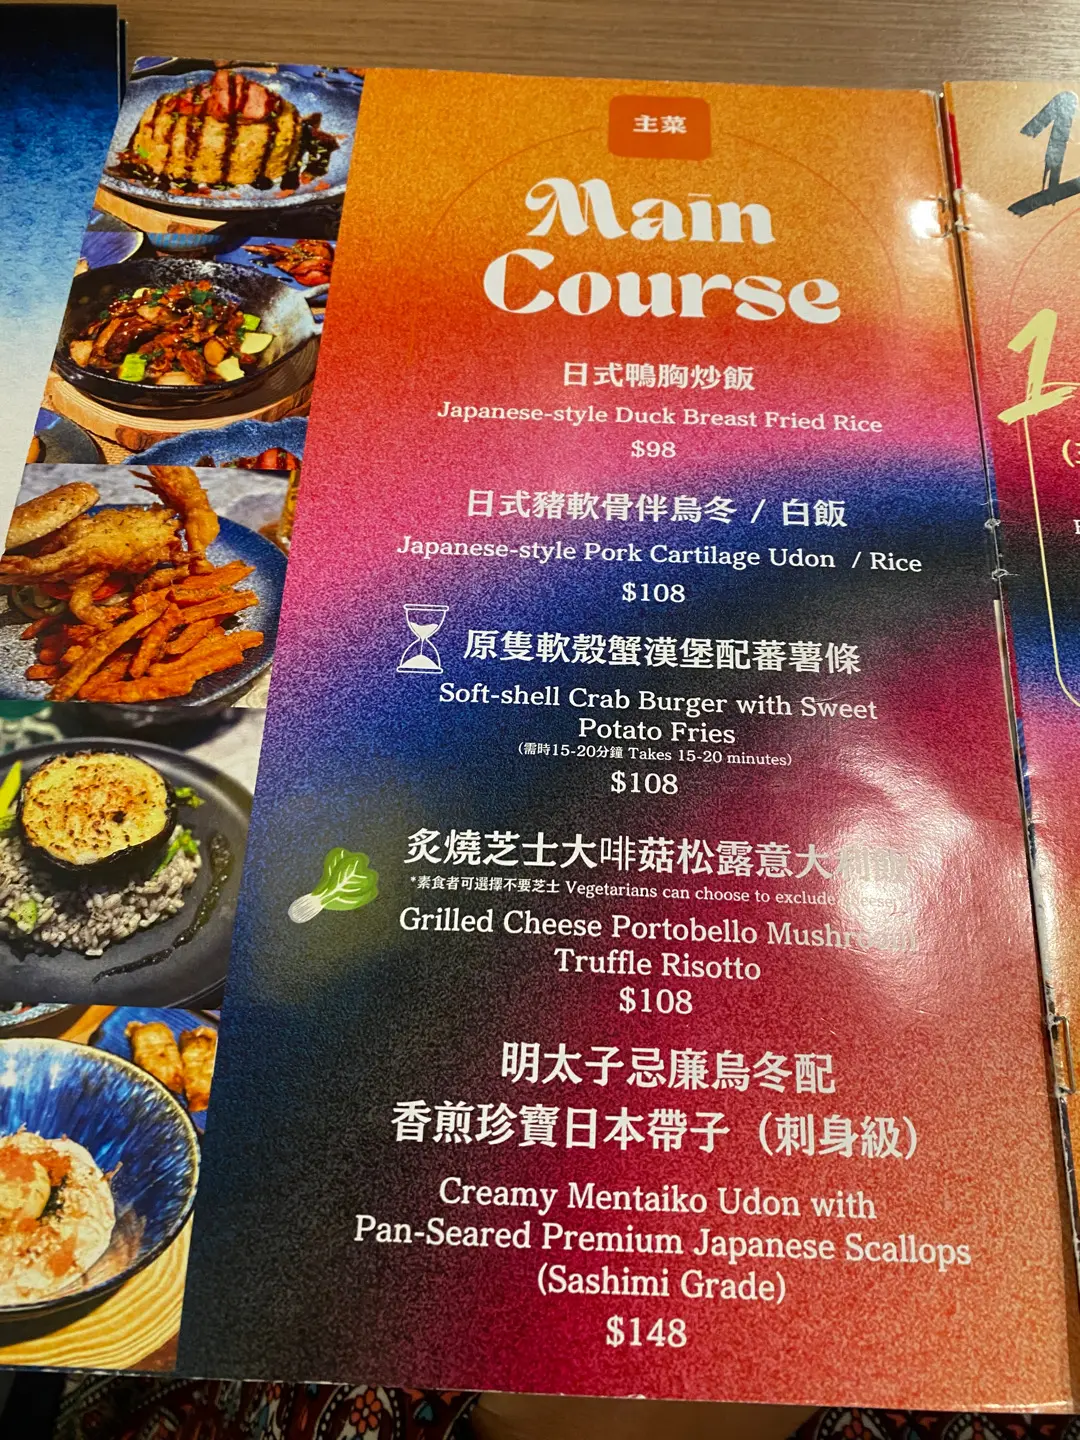 主菜
Main
Course
日式鴨胸炒飯
Japanese-style Duck Breast Fried Rice
$98
日式豬軟骨伴烏冬 / 白飯
Japanese-style Pork Cartilage Udon / Rice
$108
原隻軟殼蟹漢堡配蕃薯條
Soft-shell Crab Burger with Sweet
Potato Fries
(需時15-20分鐘 Takes 15-20 minutes)
$108
炙燒芝士大啡菇松露意大
*素食者可選擇不要芝士 Vegetarians can choose to exclude
Grilled Cheese Portobello Mushroom
Truffle Risotto
$108
明太子忌廉烏冬配
香煎珍寶日本帶子（刺身級）
Creamy Mentaiko Udon with
Pan-Seared Premium Japanese Scallops
(Sashimi Grade)
$148